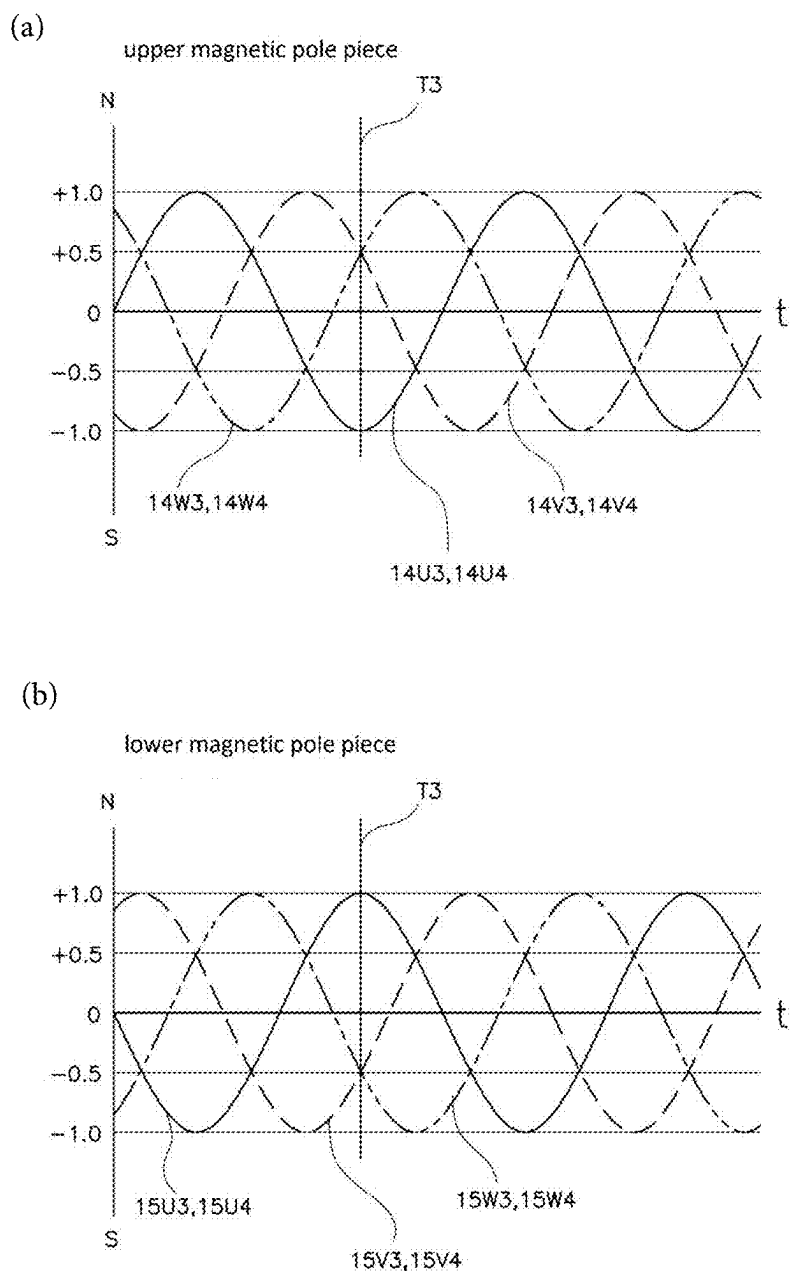 (a)
upper magnetic pole piece
T3
N
+1.0
+0.5
0
t
-0.5
-1.0
14W3,14W4
14V3,14V4
S
14U3,14U4
(b)
lower magnetic pole piece
T3
N
+1.0
+0.5
0
t
-0.5
-1.0
15U3,15U4
15W3,15W4
S
15V3,15V4